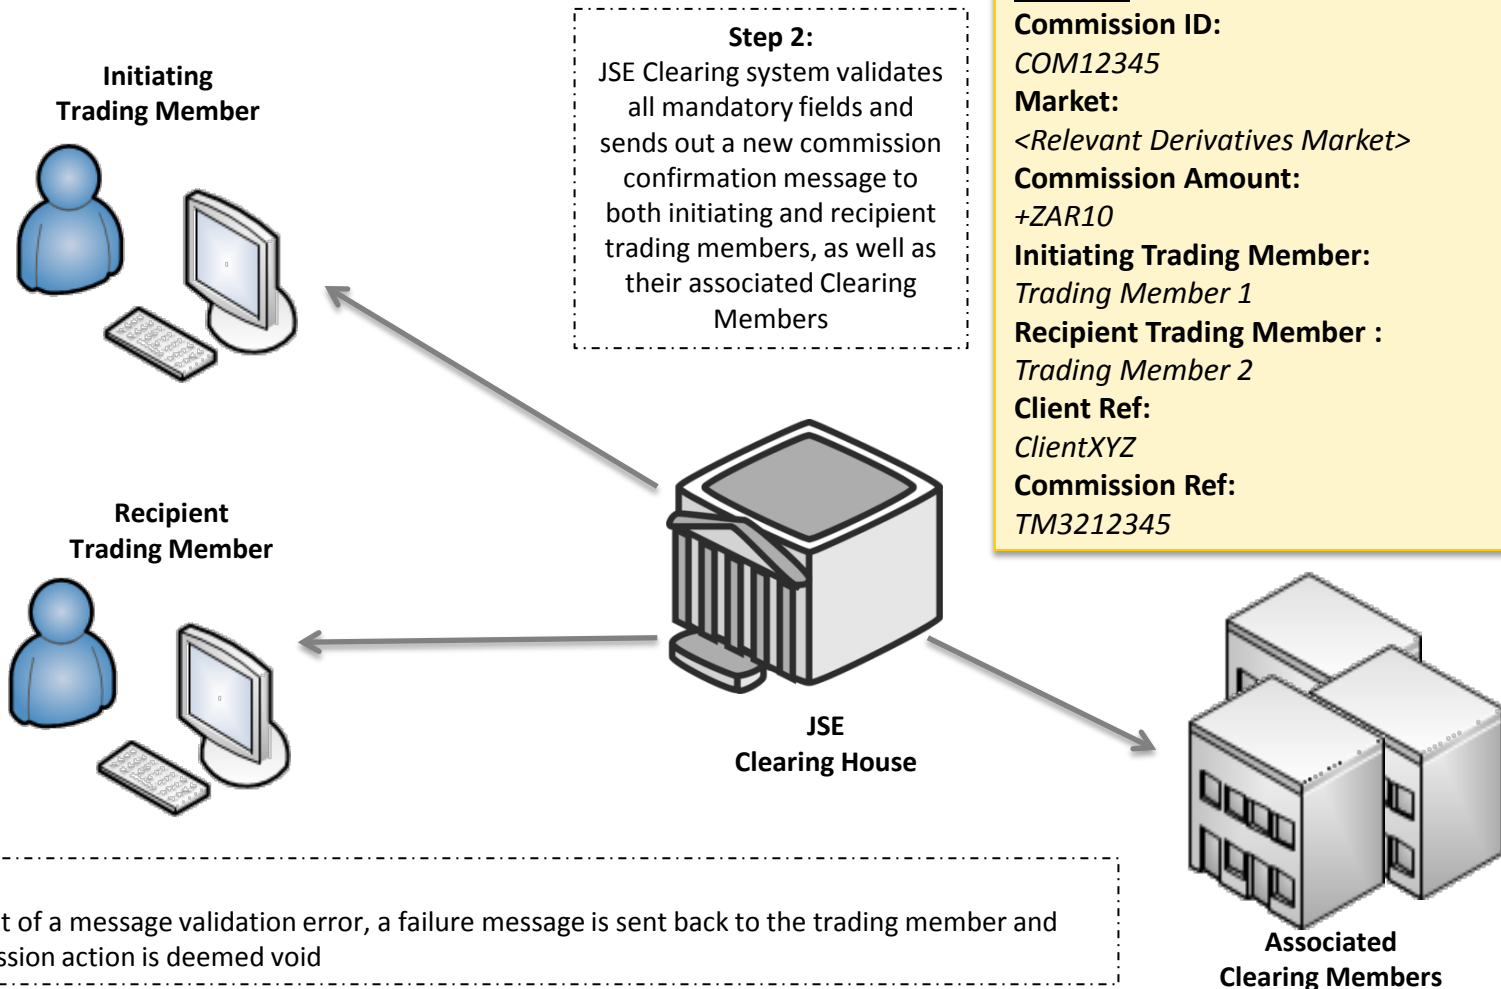 Initiating
Trading Member
Step 2:
JSE Clearing system validates
all mandatory fields and
sends out a new commission
confirmation message to
both initiating and recipient
trading members, as well as
their associated Clearing
Members
Commission ID:
COM12345
Market:
<Relevant Derivatives Market>
Commission Amount:
+ZAR10
Initiating Trading Member:
Trading Member 1
Recipient Trading Member :
Trading Member 2
Client Ref:
ClientXYZ
Commission Ref:
TM3212345
Recipient
Trading Member
JSE
Clearing House
t of a message validation error, a failure message is sent back to the trading member and
ssion action is deemed void
Associated
Clearing Members